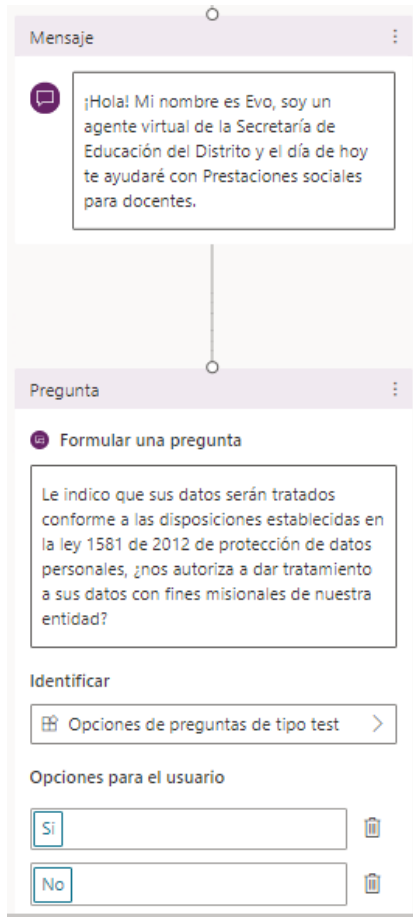 Mensaje
¡Hola! Mi nombre es Evo, soy un
agente virtual de la Secretaría de
Educación del Distrito y el día de hoy
te ayudaré con Prestaciones sociales
para docentes.
Pregunta
Formular una pregunta
Le indico que sus datos serán tratados
conforme a las disposiciones establecidas en
la ley 1581 de 2012 de protección de datos
personales, ¿nos autoriza a dar tratamiento
a sus datos con fines misionales de nuestra
entidad?
Identificar
Opciones de preguntas de tipo test
Opciones para el usuario
Si
No